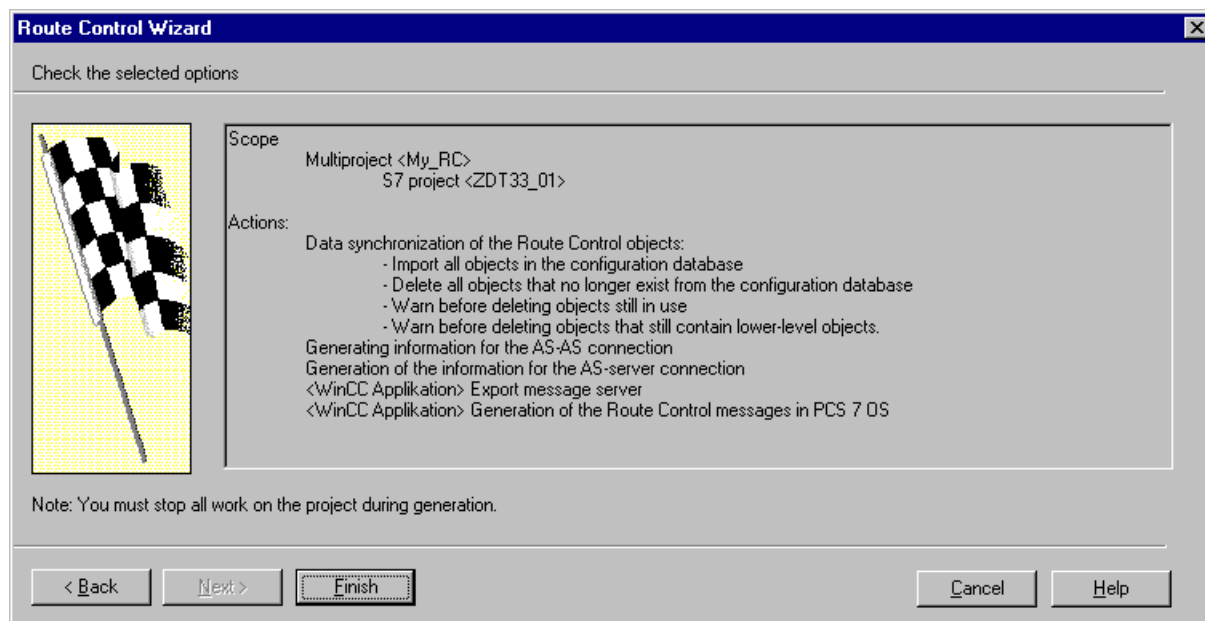 Route Control Wizard
Check the selected options
Scope
Multiproject <My_RC>
S7 project <ZDT33_01>
Actions:
Data synchronization of the Route Control objects:
- Import all objects in the configuration database
- Delete all objects that no longer exist from the configuration database
- Warn before deleting objects still in use
- Warn before deleting objects that still contain lower-level objects.
Generating information for the AS-AS connection
Generation of the information for the AS-server connection
<WinCC Applikation> Export message server
<WinCC Applikation> Generation of the Route Control messages in PCS 7 OS
Note: You must stop all work on the project during generation.
< Back Next > Finish Cancel Help